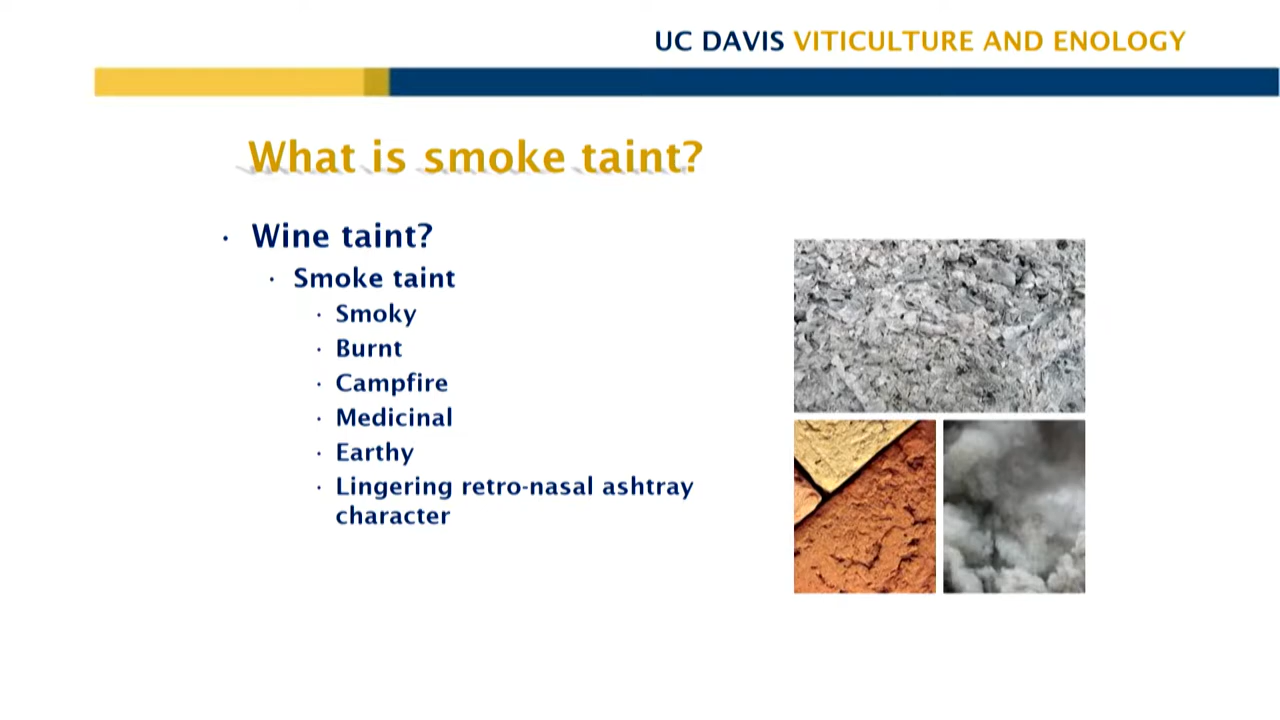 UC DAVIS VITICULTURE AND ENOLOGY
What is smoke taint?
· Wine taint?
· Smoke taint
· Smoky
· Burnt
· Campfire
· Medicinal
· Earthy
· Lingering retro-nasal ashtray
character